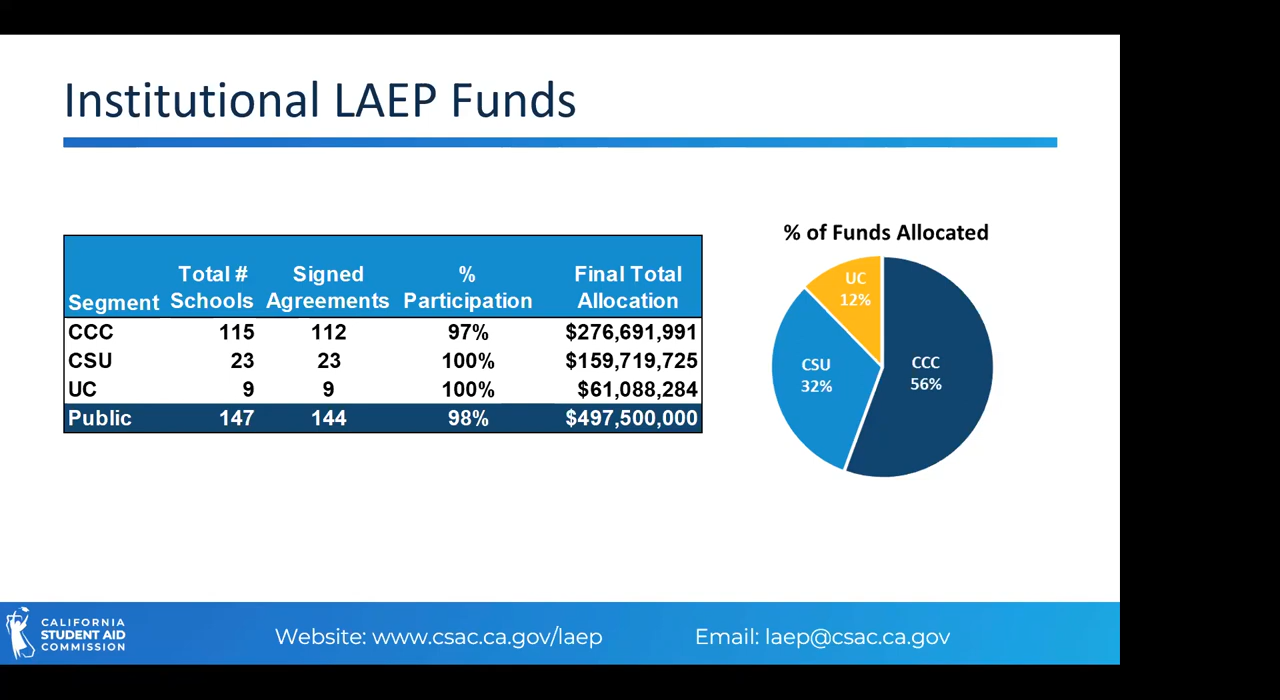 Institutional LAEP Funds
Segment Total # Schools Signed Agreements % Participation Final Total Allocation
CCC 115 112 97% $276,691,991
CSU 23 23 100% $159,719,725
UC 9 9 100% $61,088,284
Public 147 144 98% $497,500,000
% of Funds Allocated
UC
12%
CSU
32%
CCC
56%
CALIFORNIA
STUDENT AID
COMMISSION
Website: www.csac.ca.gov/laep
Email: laep@csac.ca.gov